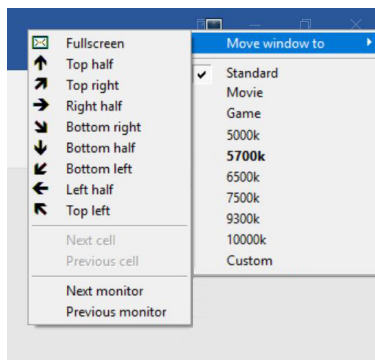 Fullscreen
Top half
Top right
Right half
Bottom right
Bottom half
Bottom left
Left half
Top left
Next cell
Previous cell
Next monitor
Previous monitor
Move window to
Standard
Movie
Game
5000k
5700k
6500k
7500k
9300k
10000k
Custom